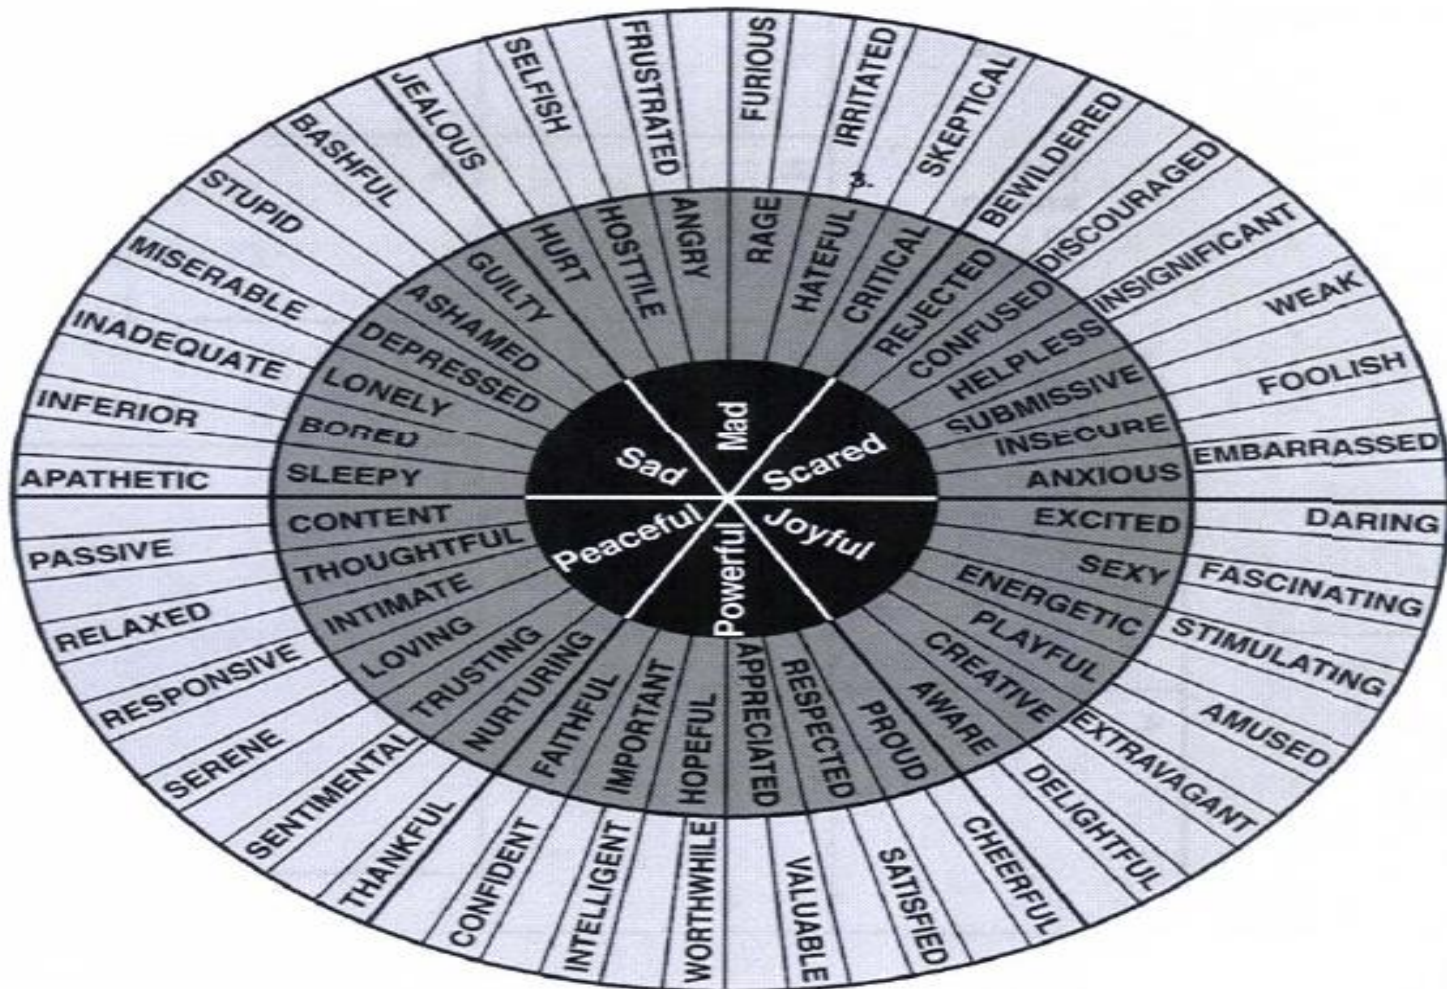 Mad
Scared
Joyful
Powerful
Peaceful
Sad
HURT
HOSTTILE
ANGRY
RAGE
HATEFUL
CRITICAL
REJECTED
CONFUSED
HELPLESS
SUBMISSIVE
INSECURE
ANXIOUS
EXCITED
SEXY
ENERGETIC
PLAYFUL
CREATIVE
AWARE
PROUD
RESPECTED
APPRECIATED
HOPEFUL
IMPORTANT
FAITHFUL
NURTURING
TRUSTING
LOVING
INTIMATE
THOUGHTFUL
CONTENT
SLEEPY
BORED
LONELY
DEPRESSED
ASHAMED
GUILTY
JEALOUS
SELFISH
FRUSTRATED
FURIOUS
IRRITATED
3.
SKEPTICAL
BEWILDERED
DISCOURAGED
INSIGNIFICANT
WEAK
FOOLISH
EMBARRASSED
DARING
FASCINATING
STIMULATING
AMUSED
EXTRAVAGANT
DELIGHTFUL
CHEERFUL
SATISFIED
VALUABLE
WORTHWHILE
INTELLIGENT
CONFIDENT
THANKFUL
SENTIMENTAL
SERENE
RESPONSIVE
RELAXED
PASSIVE
APATHETIC
INFERIOR
INADEQUATE
MISERABLE
STUPID
BASHFUL